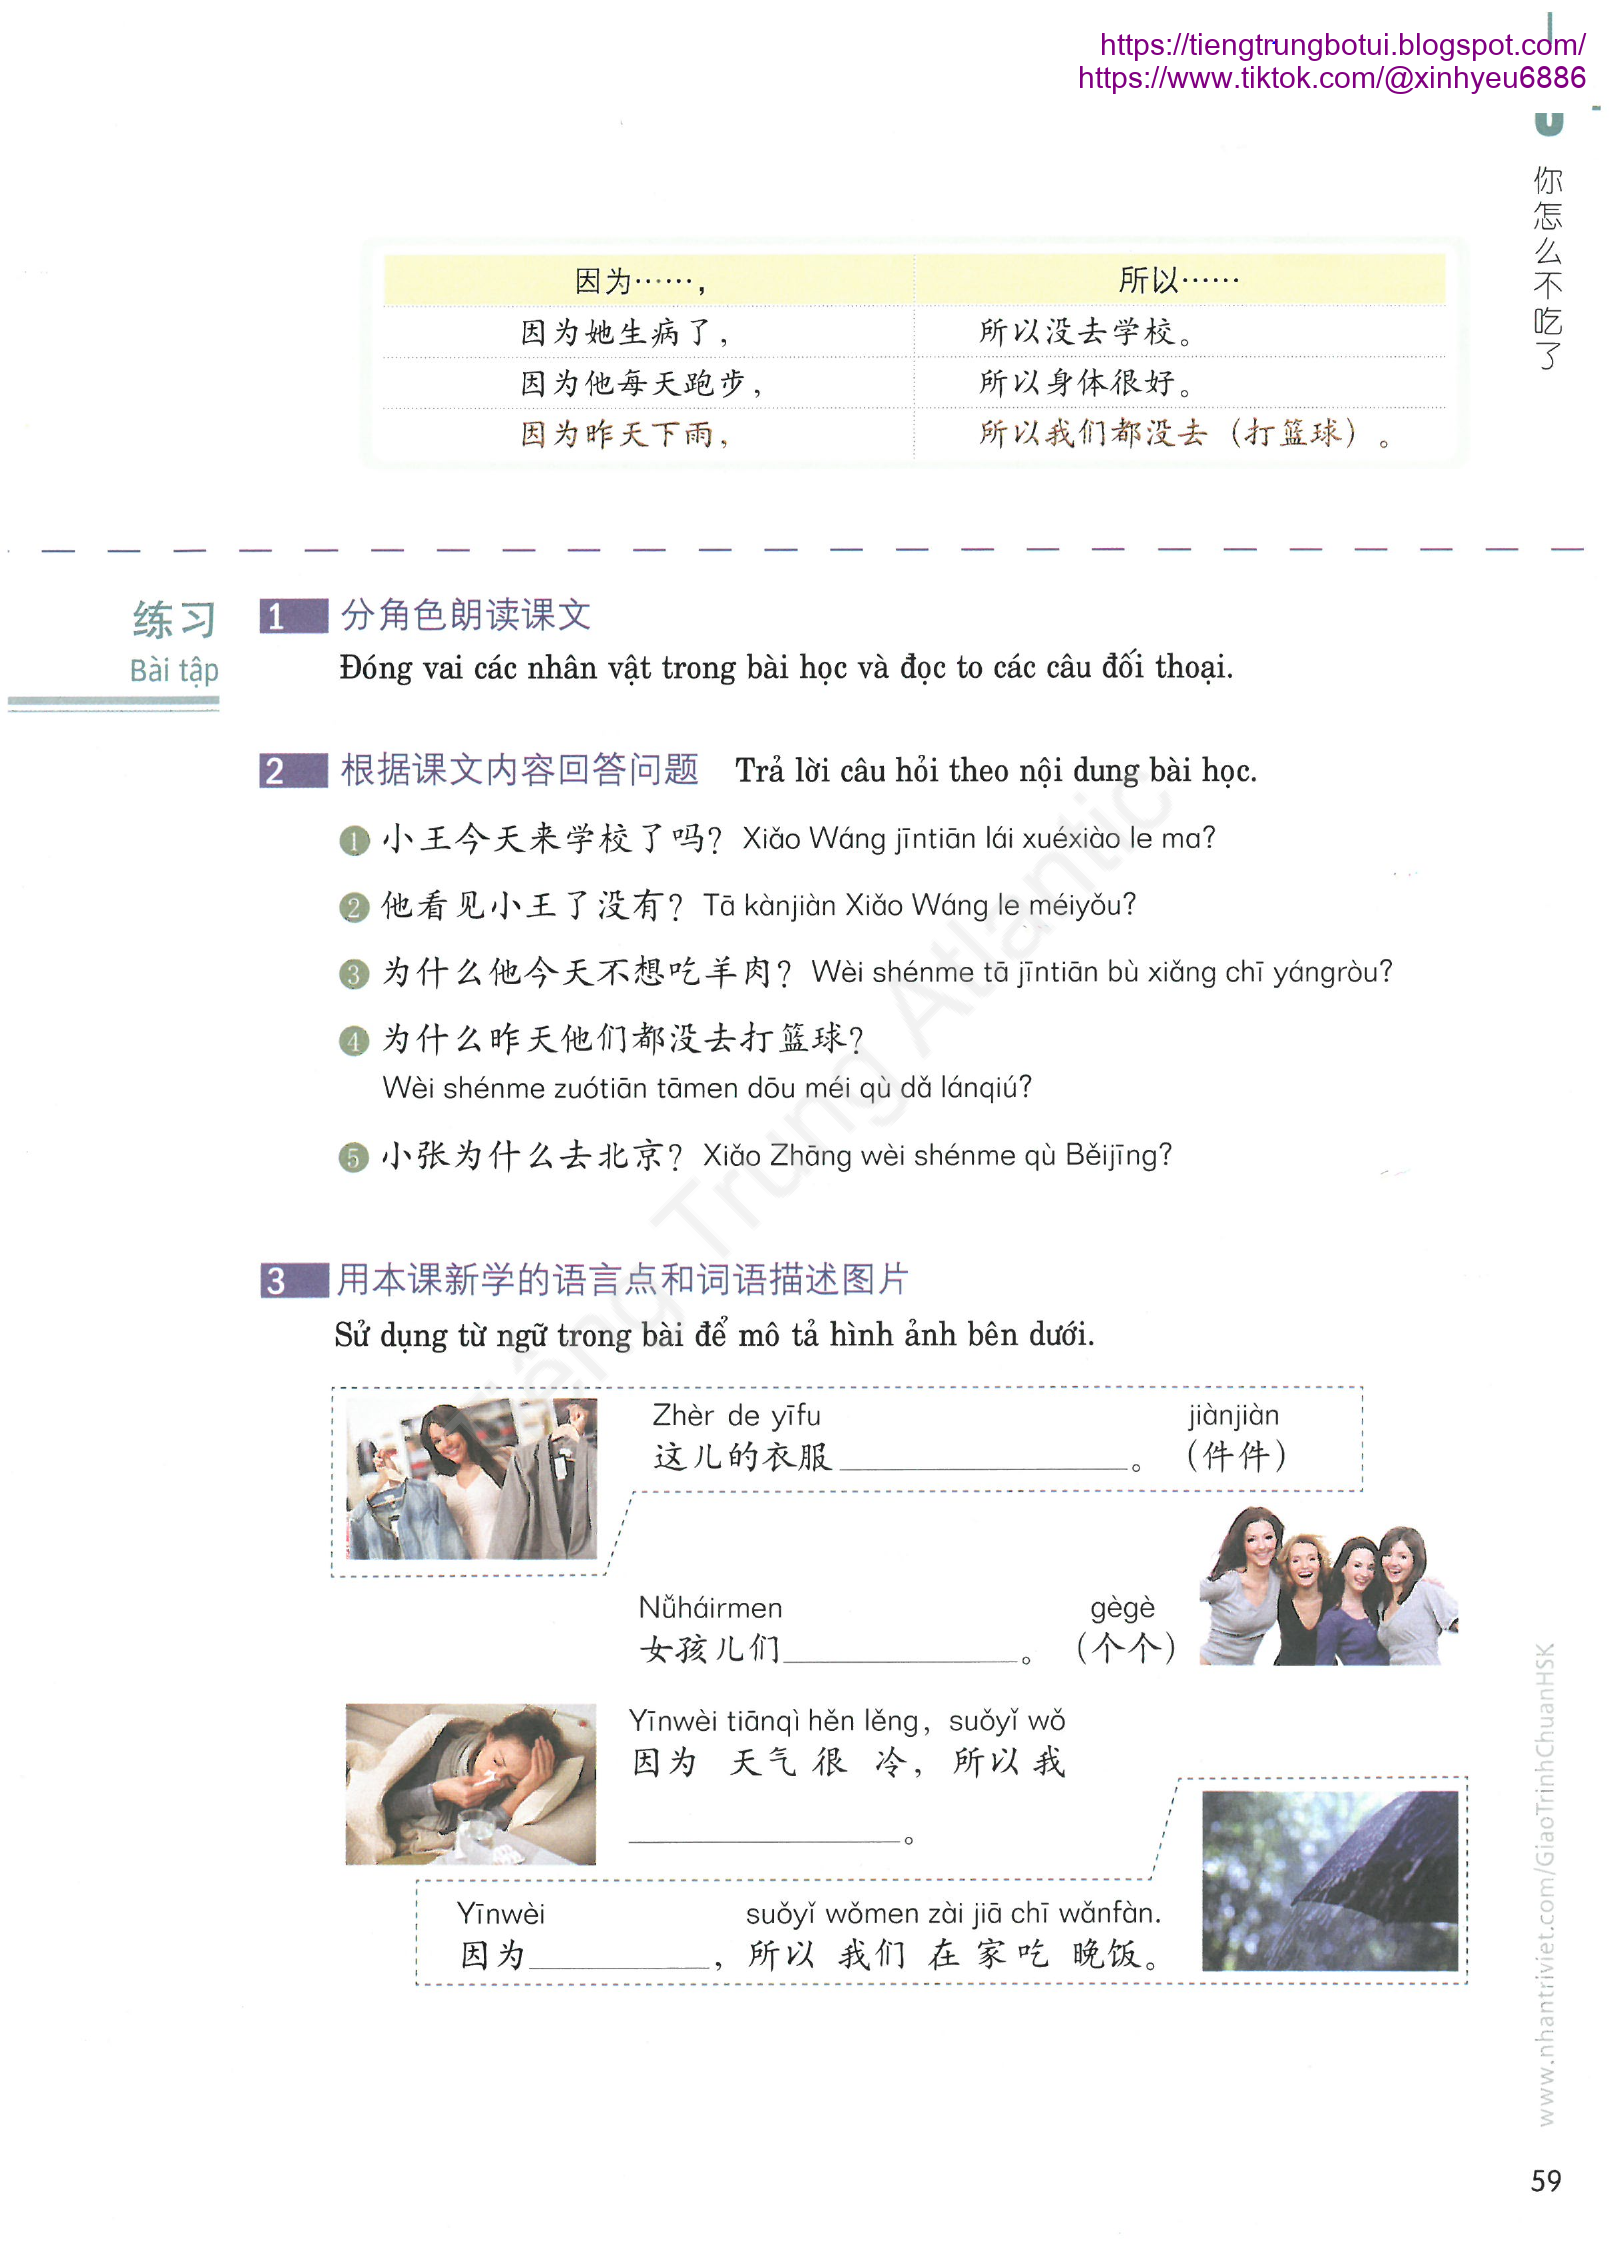 https://tiengtrungbotui.blogspot.com/
https://www.tiktok.com/@xinhyeu6886
你怎么不吃了
因为……， 所以……
因为她生病了， 所以没去学校。
因为他每天跑步， 所以身体很好。
因为昨天下雨， 所以我们都没去（打篮球）。
练习
Bài tập
1 分角色朗读课文
Đóng vai các nhân vật trong bài học và đọc to các câu đối thoại.
2 根据课文内容回答问题 Trả lời câu hỏi theo nội dung bài học.
1 小王今天来学校了吗？ Xiǎo Wáng jīntiān lái xuéxiào le ma?
2 他看见小王了没有？ Tā kànjiàn Xiǎo Wáng le méiyǒu?
3 为什么他今天不想吃羊肉？ Wèi shénme tā jīntiān bù xiǎng chī yángròu?
4 为什么昨天他们都没去打篮球？
Wèi shénme zuótiān tāmen dōu méi qù dǎ lánqiú?
5 小张为什么去北京？ Xiǎo Zhāng wèi shénme qù Běijīng?
3 用本课新学的语言点和词语描述图片
Sử dụng từ ngữ trong bài để mô tả hình ảnh bên dưới.
Zhèr de yīfu jiànjiàn
这儿的衣服____________。（件件）
Nǚháirmen gègè
女孩儿们____________。（个个）
Yīnwèi tiānqì hěn lěng, suǒyǐ wǒ
因为 天气 很 冷，所以 我
____________。
Yīnwèi suǒyǐ wǒmen zài jiā chī wǎnfàn.
因为____________，所以 我们 在 家 吃 晚饭。
Tiếng Trung Atlantic
www.nhantriviet.com/GiaoTrinhChuanHSK
59